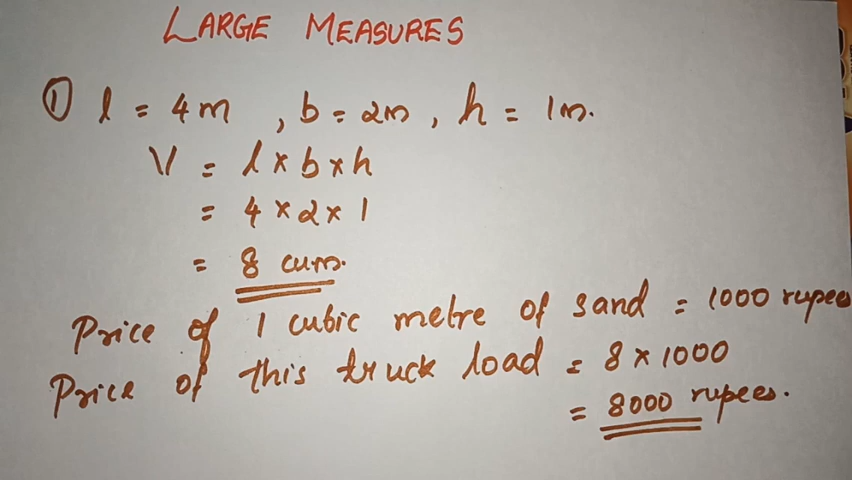 LARGE MEASURES
① l = 4m , b = 2m , h = 1m.
V = l × b × h
= 4 × 2 × 1
= 8 cu.m.
Price of 1 cubic metre of sand = 1000 rupees
Price of this truck load = 8 × 1000
= 8000 rupees.